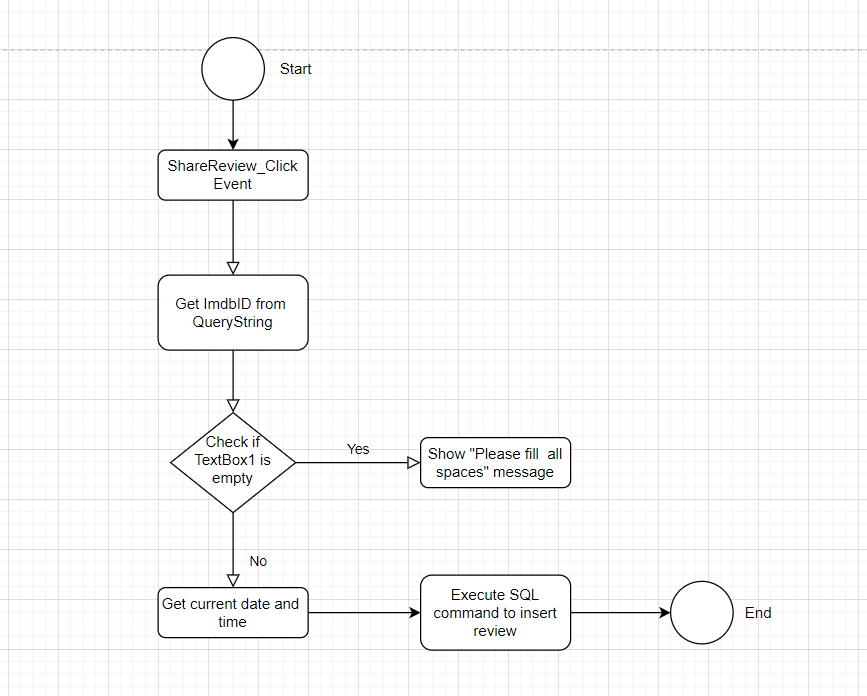 Start
ShareReview_Click
Event
Get ImdbID from
QueryString
Check if
TextBox1 is
empty
Yes
Show "Please fill  all
spaces" message
No
Get current date and
time
Execute SQL
command to insert
review
End